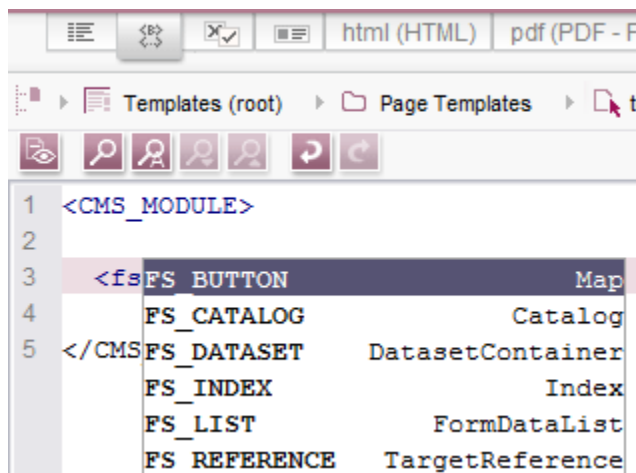 html (HTML) pdf (PDF - F
Templates (root) Page Templates t
1 <CMS_MODULE>
2
3 <fs FS_BUTTON Map
4 FS_CATALOG Catalog
5 </CMS FS_DATASET DatasetContainer
FS_INDEX Index
FS_LIST FormDataList
FS_REFERENCE TargetReference